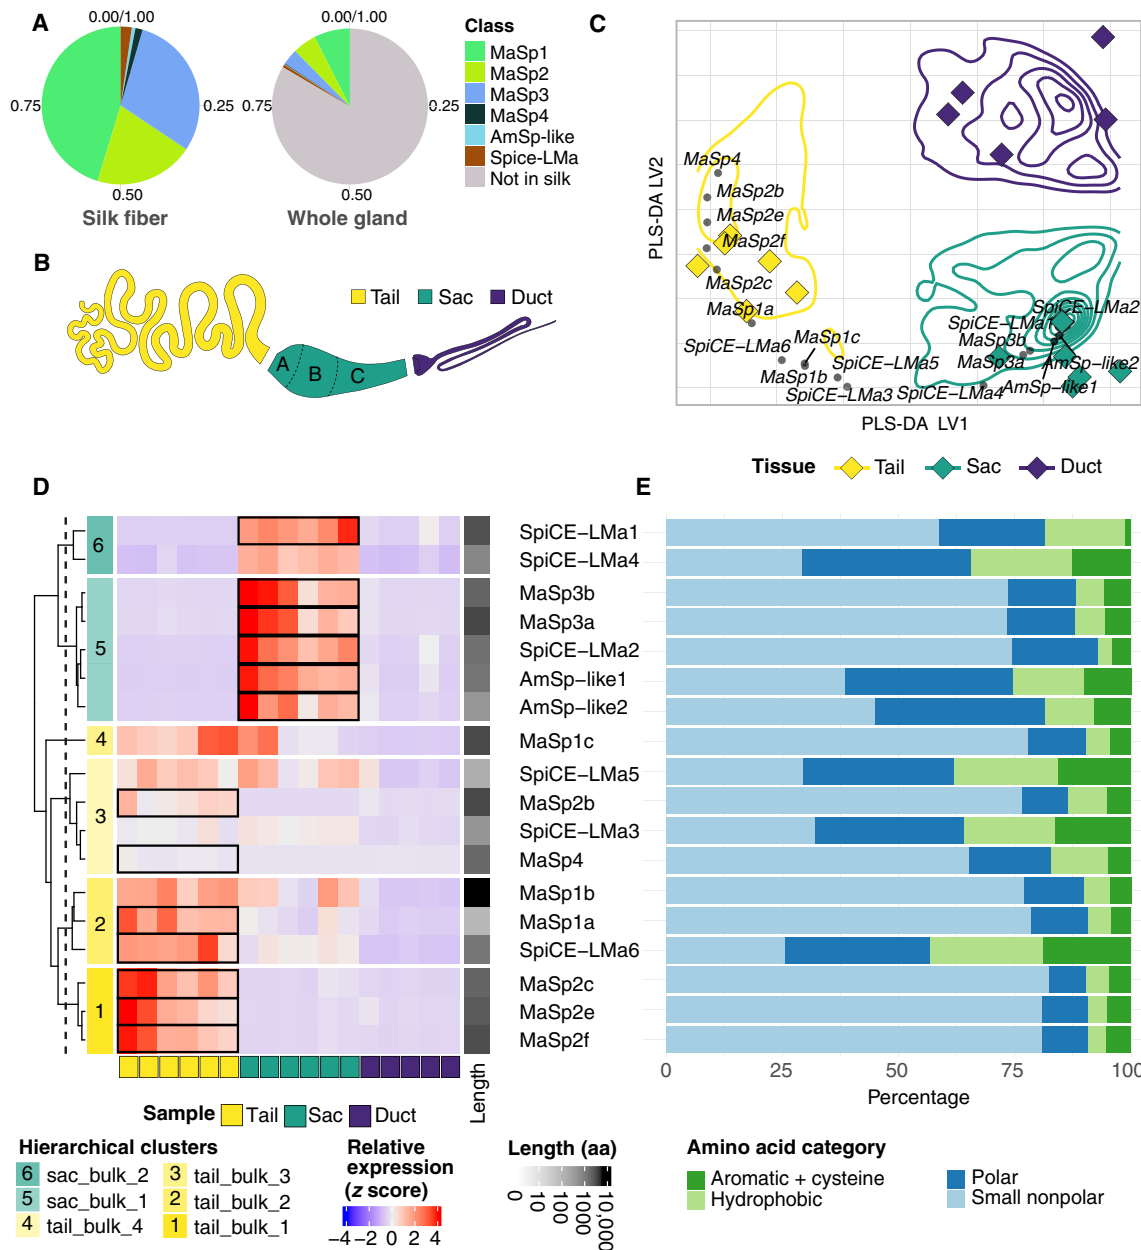 A
0.00/1.00
0.75
0.25
0.50
Silk fiber
0.00/1.00
0.75
0.25
0.50
Whole gland
Class
MaSp1
MaSp2
MaSp3
MaSp4
AmSp-like
Spice-LMa
Not in silk
B
Tail
Sac
Duct
A
B
C
C
PLS-DA LV2
MaSp4
MaSp2b
MaSp2e
MaSp2f
MaSp2c
MaSp1a
SpiCE−LMa6
MaSp1c
MaSp1b
SpiCE−LMa5
SpiCE−LMa3
SpiCE−LMa4
SpiCE−LMa2
SpiCE−LMa1
MaSp3b
MaSp3a
AmSp−like2
AmSp−like1
PLS-DA LV1
Tissue
Tail
Sac
Duct
D
6
5
4
3
2
1
SpiCE−LMa1
SpiCE−LMa4
MaSp3b
MaSp3a
SpiCE−LMa2
AmSp−like1
AmSp−like2
MaSp1c
SpiCE−LMa5
MaSp2b
SpiCE−LMa3
MaSp4
MaSp1b
MaSp1a
SpiCE−LMa6
MaSp2c
MaSp2e
MaSp2f
Length
Sample
Tail
Sac
Duct
E
0
25
50
75
100
Percentage
Hierarchical clusters
6 sac_bulk_2
5 sac_bulk_1
4 tail_bulk_4
3 tail_bulk_3
2 tail_bulk_2
1 tail_bulk_1
Relative
expression
(z score)
−4 −2 0 2 4
Length (aa)
0
10
100
1000
10,000
Amino acid category
Aromatic + cysteine
Hydrophobic
Polar
Small nonpolar